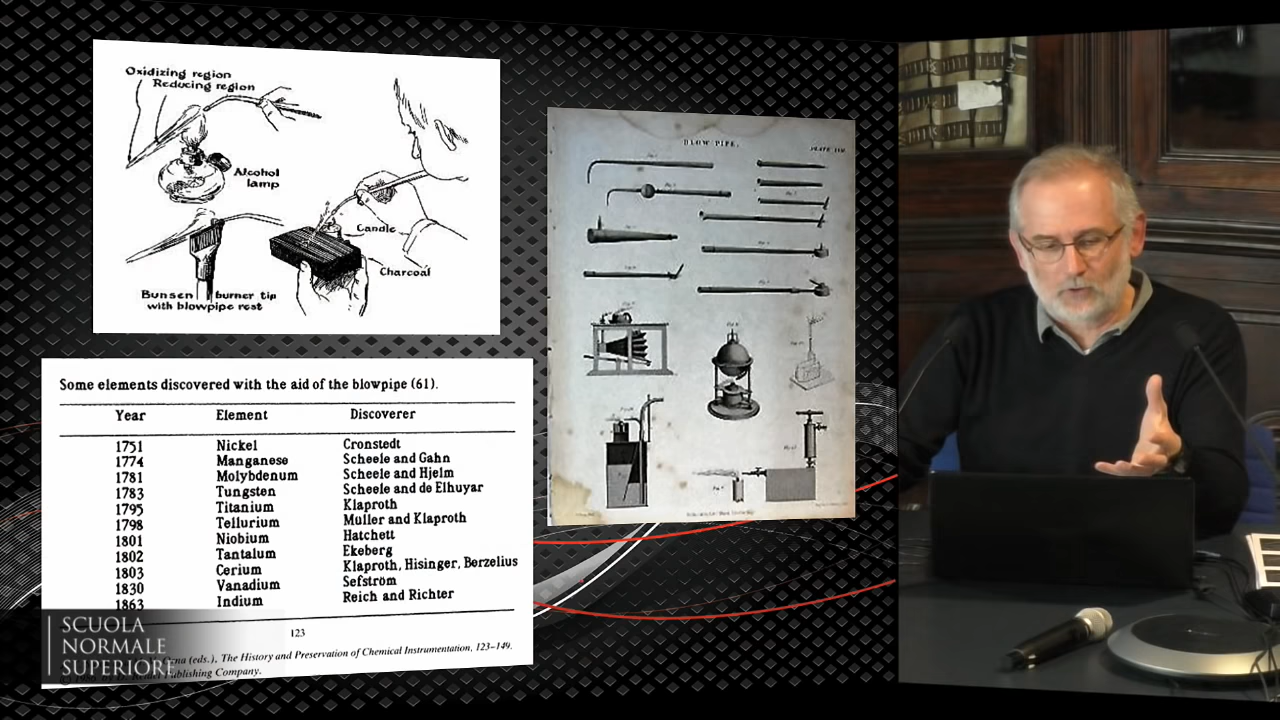 Oxidizing region
Reducing region
Alcohol
lamp
Candle
Charcoal
Bunsen burner tip
with blowpipe rest
BLOW PIPE.
Some elements discovered with the aid of the blowpipe (61).
Year Element Discoverer
1751 Nickel Cronstedt
1774 Manganese Scheele and Gahn
1781 Molybdenum Scheele and Hjelm
1783 Tungsten Scheele and de Elhuyar
1795 Titanium Klaproth
1798 Tellurium Muller and Klaproth
1801 Niobium Hatchett
1802 Tantalum Ekeberg
1803 Cerium Klaproth, Hisinger, Berzelius
1830 Vanadium Sefström
1863 Indium Reich and Richter
123
(eds.), The History and Preservation of Chemical Instrumentation, 123–149.
Publishing Company.
SCUOLA
NORMALE
SUPERIORE